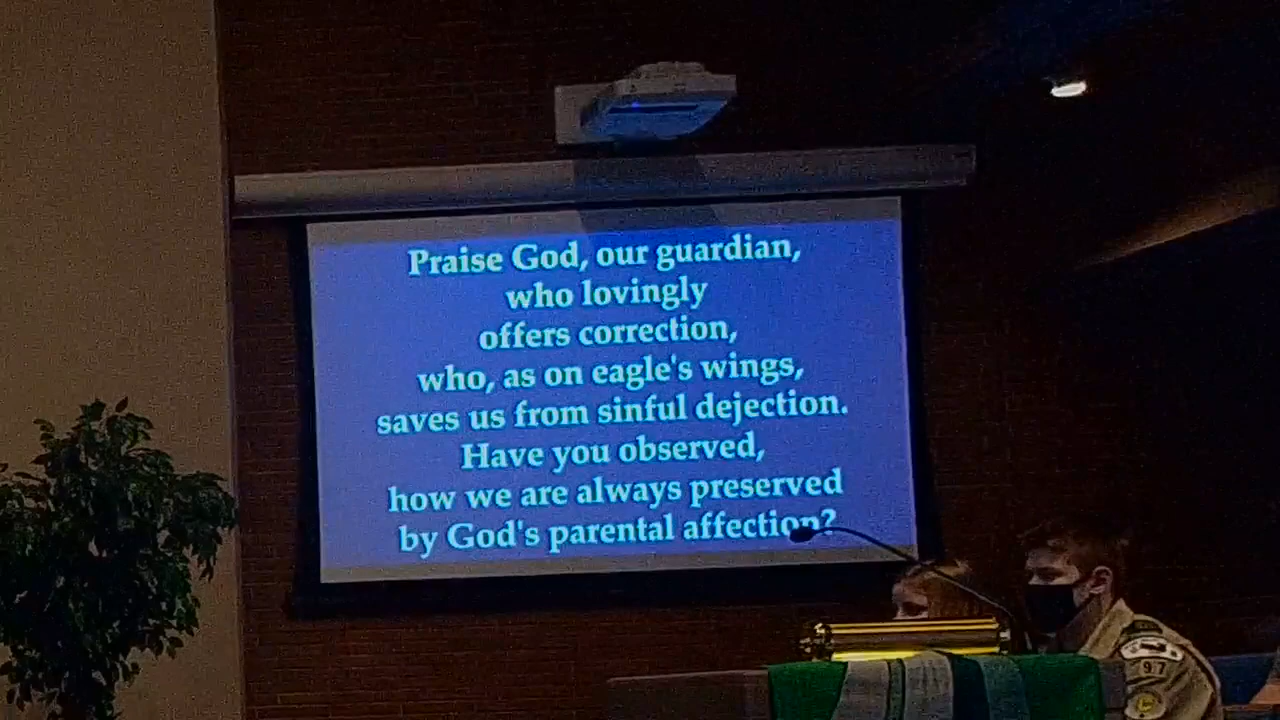 Praise God, our guardian,
who lovingly
offers correction,
who, as on eagle's wings,
saves us from sinful dejection.
Have you observed,
how we are always preserved
by God's parental affection?
97